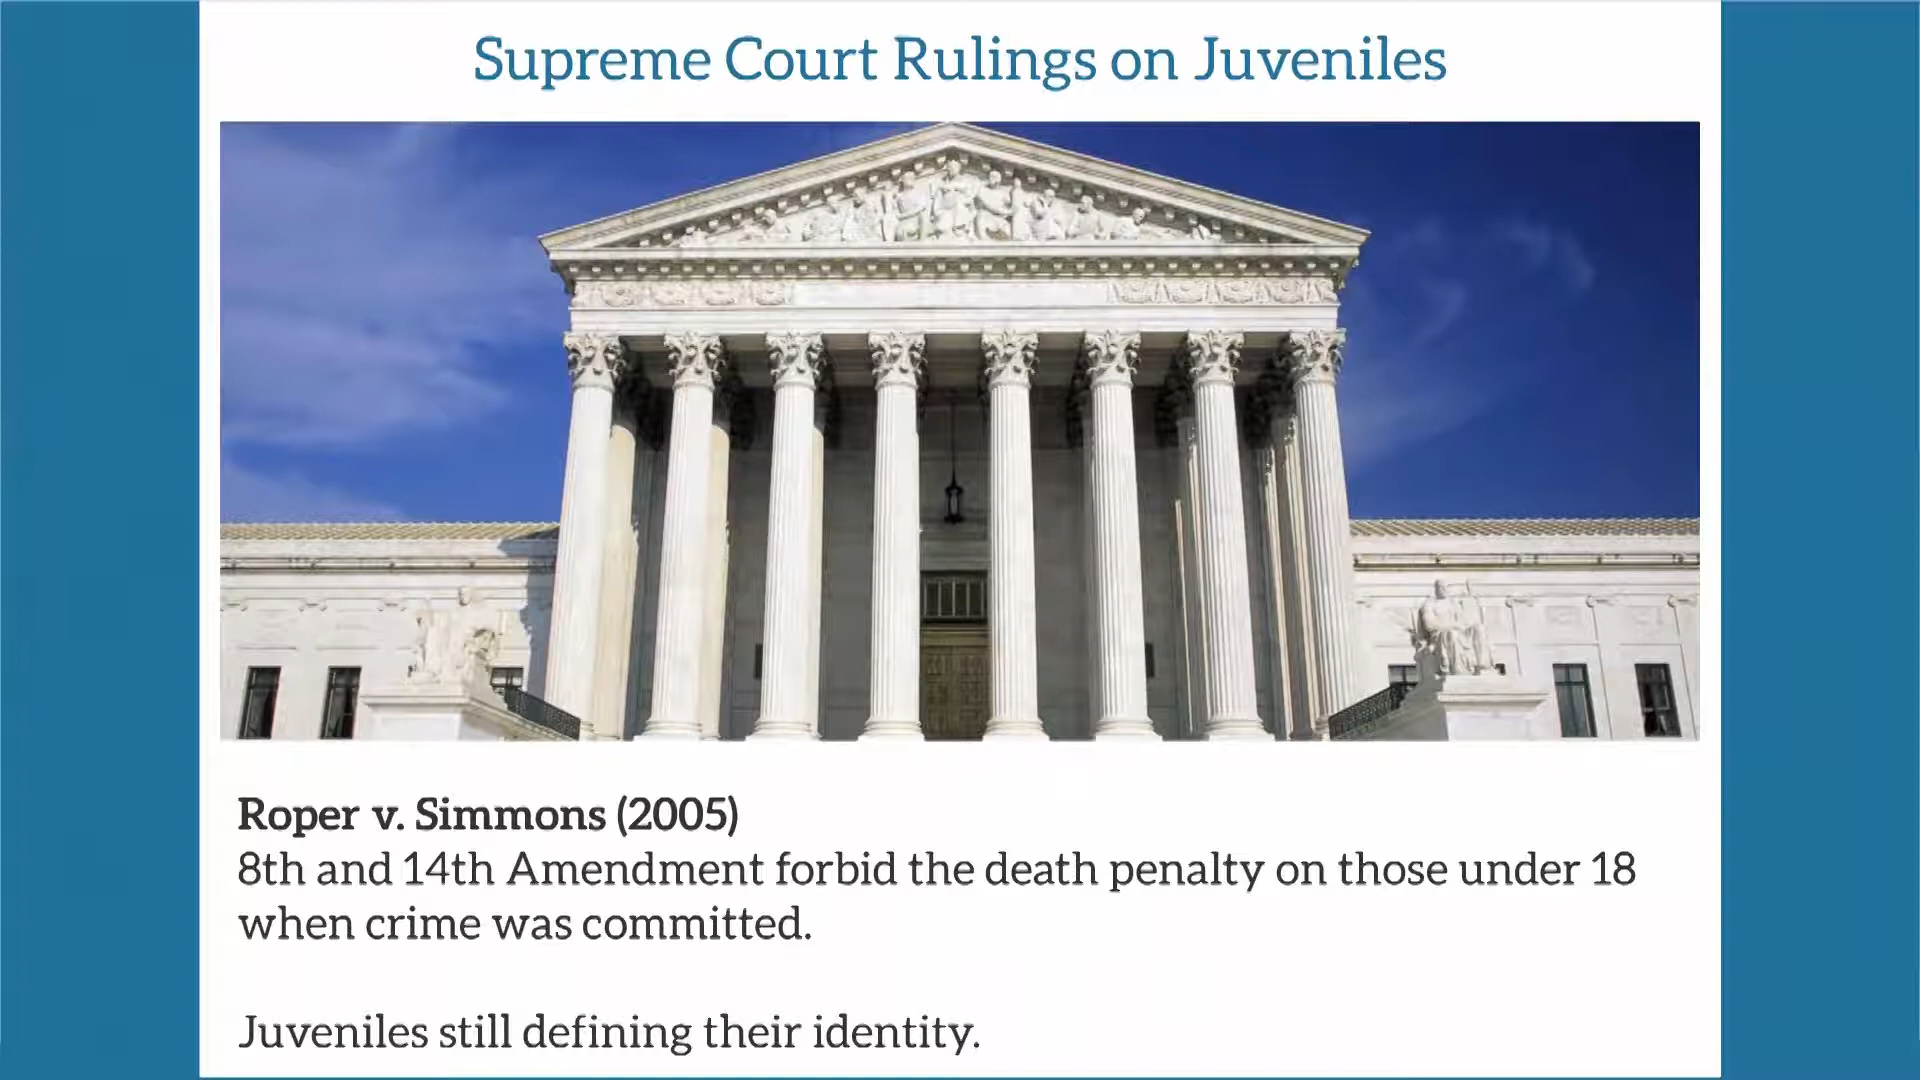 Supreme Court Rulings on Juveniles
Roper v. Simmons (2005)
8th and 14th Amendment forbid the death penalty on those under 18
when crime was committed.
Juveniles still defining their identity.